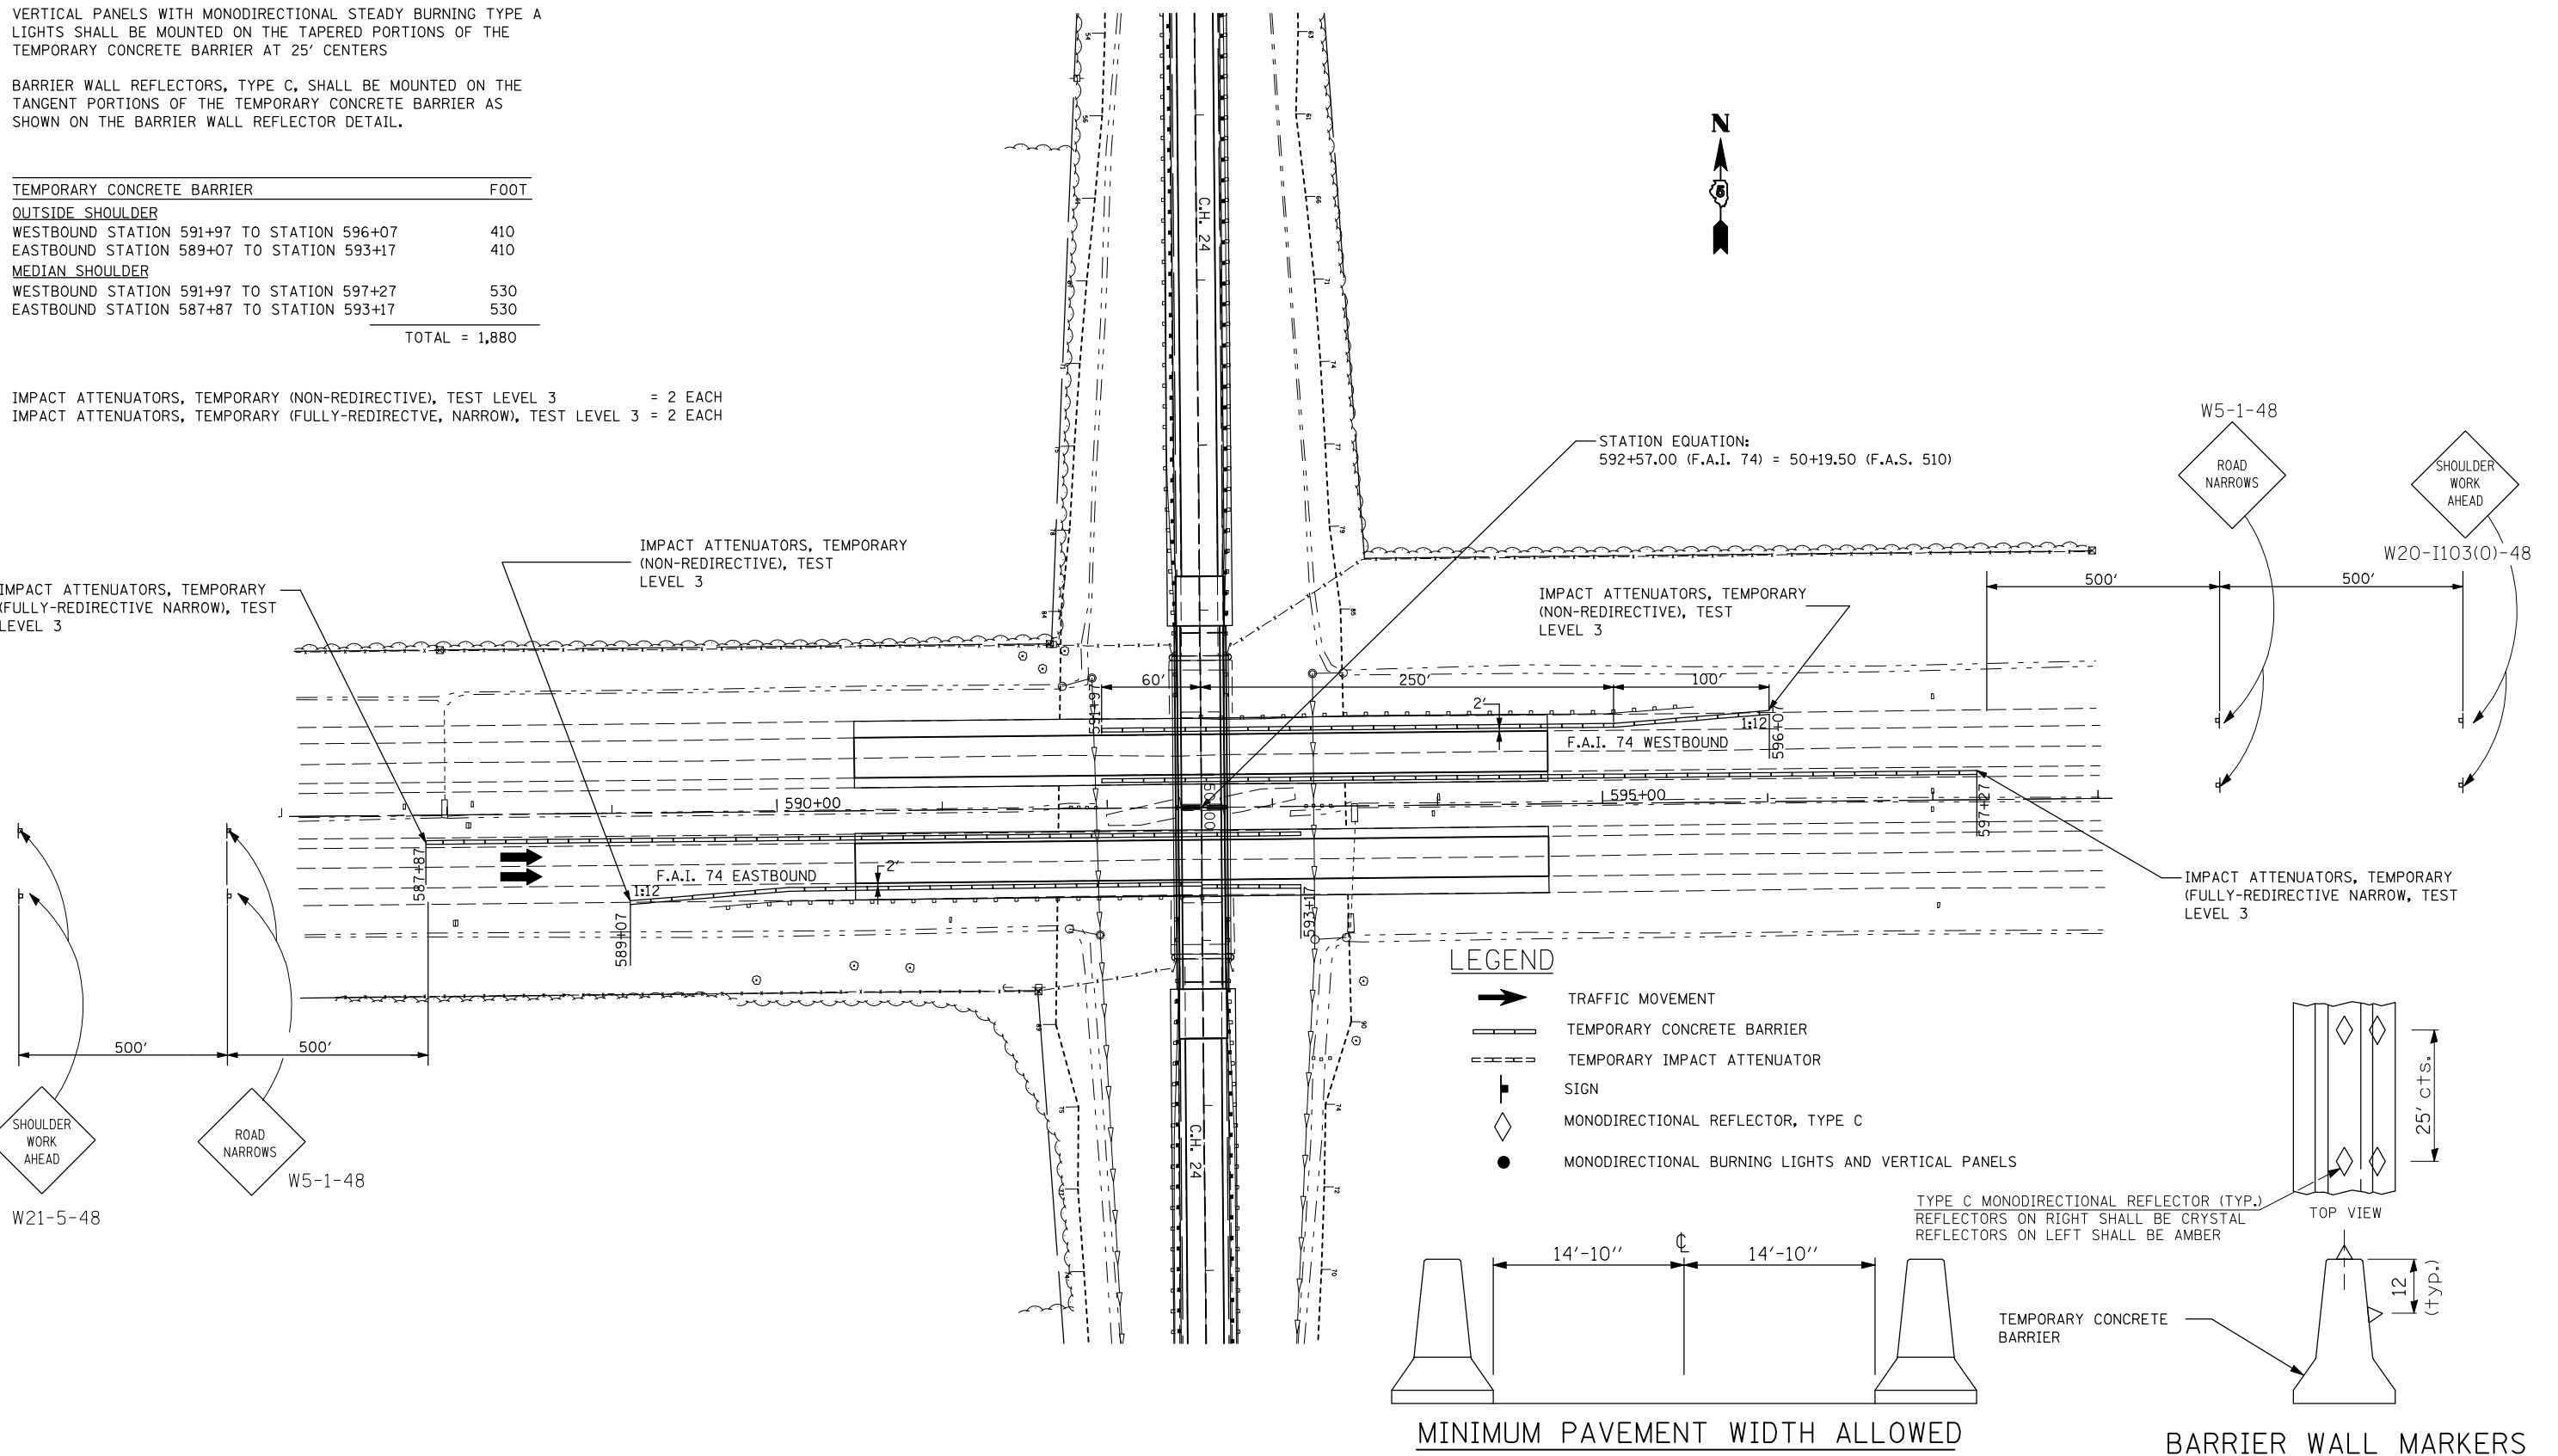 VERTICAL PANELS WITH MONODIRECTIONAL STEADY BURNING TYPE A
LIGHTS SHALL BE MOUNTED ON THE TAPERED PORTIONS OF THE
TEMPORARY CONCRETE BARRIER AT 25' CENTERS
BARRIER WALL REFLECTORS, TYPE C, SHALL BE MOUNTED ON THE
TANGENT PORTIONS OF THE TEMPORARY CONCRETE BARRIER AS
SHOWN ON THE BARRIER WALL REFLECTOR DETAIL.
TEMPORARY CONCRETE BARRIER FOOT
OUTSIDE SHOULDER
WESTBOUND STATION 591+97 TO STATION 596+07 410
EASTBOUND STATION 589+07 TO STATION 593+17 410
MEDIAN SHOULDER
WESTBOUND STATION 591+97 TO STATION 597+27 530
EASTBOUND STATION 587+87 TO STATION 593+17 530
TOTAL = 1,880
IMPACT ATTENUATORS, TEMPORARY (NON-REDIRECTIVE), TEST LEVEL 3 = 2 EACH
IMPACT ATTENUATORS, TEMPORARY (FULLY-REDIRECTVE, NARROW), TEST LEVEL 3 = 2 EACH
N
5
C.H. 24
STATION EQUATION:
592+57.00 (F.A.I. 74) = 50+19.50 (F.A.S. 510)
W5-1-48
ROAD
NARROWS
SHOULDER
WORK
AHEAD
W20-I103(O)-48
500'
500'
IMPACT ATTENUATORS, TEMPORARY
(NON-REDIRECTIVE), TEST
LEVEL 3
IMPACT ATTENUATORS, TEMPORARY
(FULLY-REDIRECTIVE NARROW), TEST
LEVEL 3
IMPACT ATTENUATORS, TEMPORARY
(NON-REDIRECTIVE), TEST
LEVEL 3
60'
250'
100'
591+97
2'
1:12
596+07
F.A.I. 74 WESTBOUND
590+00
50+00
595+00
597+27
587+87
2'
F.A.I. 74 EASTBOUND
1:12
589+07
593+17
IMPACT ATTENUATORS, TEMPORARY
(FULLY-REDIRECTIVE NARROW, TEST
LEVEL 3
500'
500'
SHOULDER
WORK
AHEAD
W21-5-48
ROAD
NARROWS
W5-1-48
C.H. 24
LEGEND
TRAFFIC MOVEMENT
TEMPORARY CONCRETE BARRIER
TEMPORARY IMPACT ATTENUATOR
SIGN
MONODIRECTIONAL REFLECTOR, TYPE C
MONODIRECTIONAL BURNING LIGHTS AND VERTICAL PANELS
25' cts.
TYPE C MONODIRECTIONAL REFLECTOR (TYP.)
REFLECTORS ON RIGHT SHALL BE CRYSTAL
REFLECTORS ON LEFT SHALL BE AMBER
TOP VIEW
14'-10''
℄
14'-10''
MINIMUM PAVEMENT WIDTH ALLOWED
12
(typ.)
TEMPORARY CONCRETE
BARRIER
BARRIER WALL MARKERS